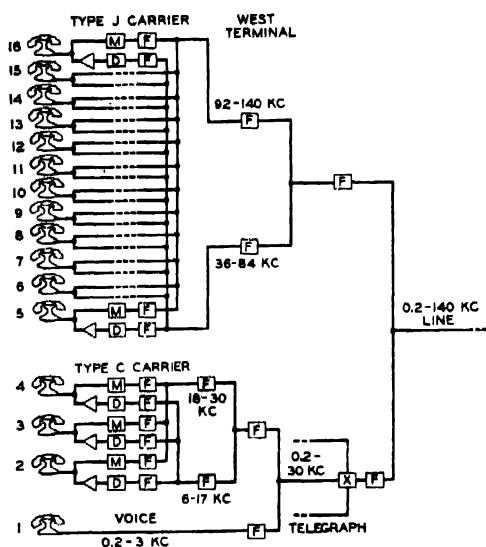 TYPE J CARRIER
WEST
TERMINAL
16
M
F
D
F
15
14
13
12
11
10
9
8
7
6
5
M
F
D
F
92-140 KC
F
F
36-84 KC
F
0.2-140 KC
LINE
TYPE C CARRIER
4
M
F
D
F
3
M
F
D
F
2
M
F
D
F
F
18-30
KC
F
6-17 KC
F
0.2-
30 KC
X
F
TELEGRAPH
1
VOICE
0.2-3 KC
F